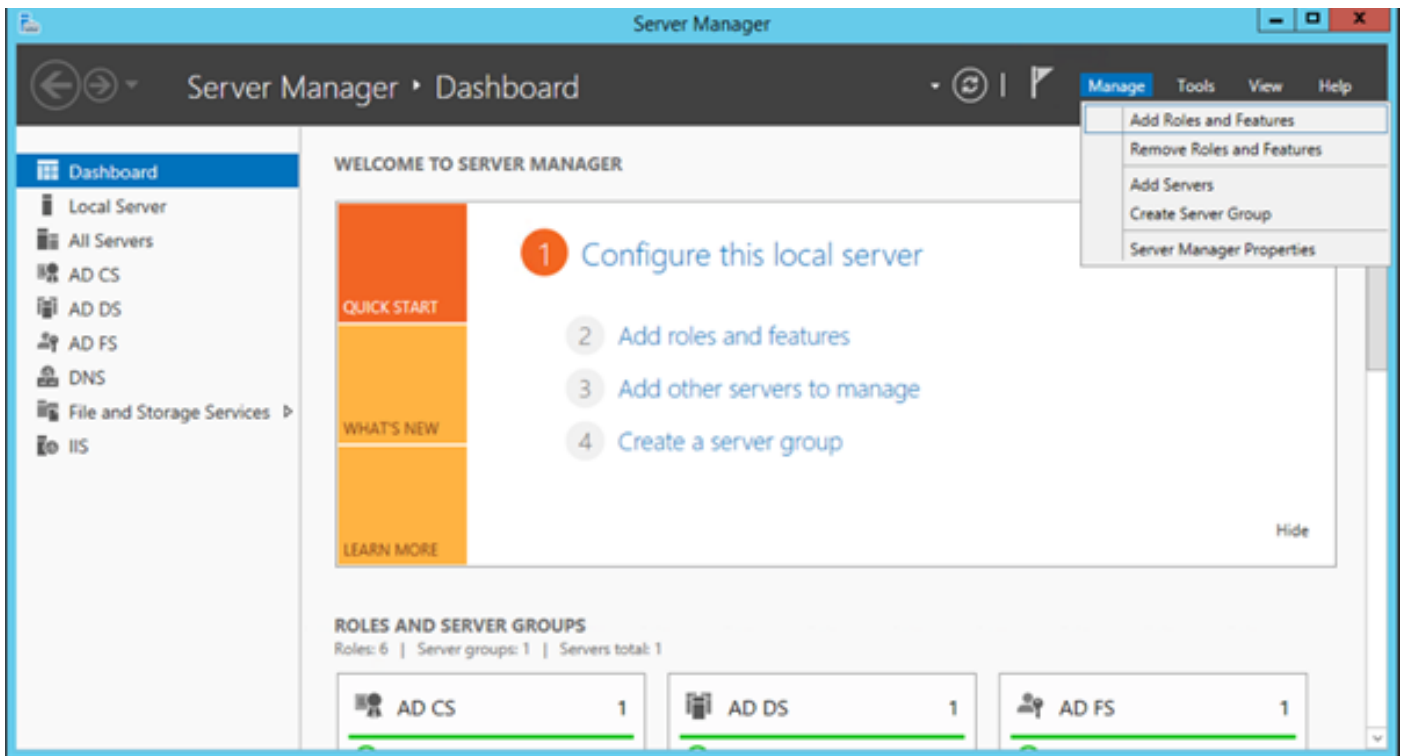 Server Manager
Server Manager ‣ Dashboard
Manage Tools View Help
Add Roles and Features
Remove Roles and Features
Add Servers
Create Server Group
Server Manager Properties
Dashboard
Local Server
All Servers
AD CS
AD DS
AD FS
DNS
File and Storage Services
IIS
WELCOME TO SERVER MANAGER
QUICK START
WHAT'S NEW
LEARN MORE
1 Configure this local server
2 Add roles and features
3 Add other servers to manage
4 Create a server group
Hide
ROLES AND SERVER GROUPS
Roles: 6 | Server groups: 1 | Servers total: 1
AD CS 1
AD DS 1
AD FS 1